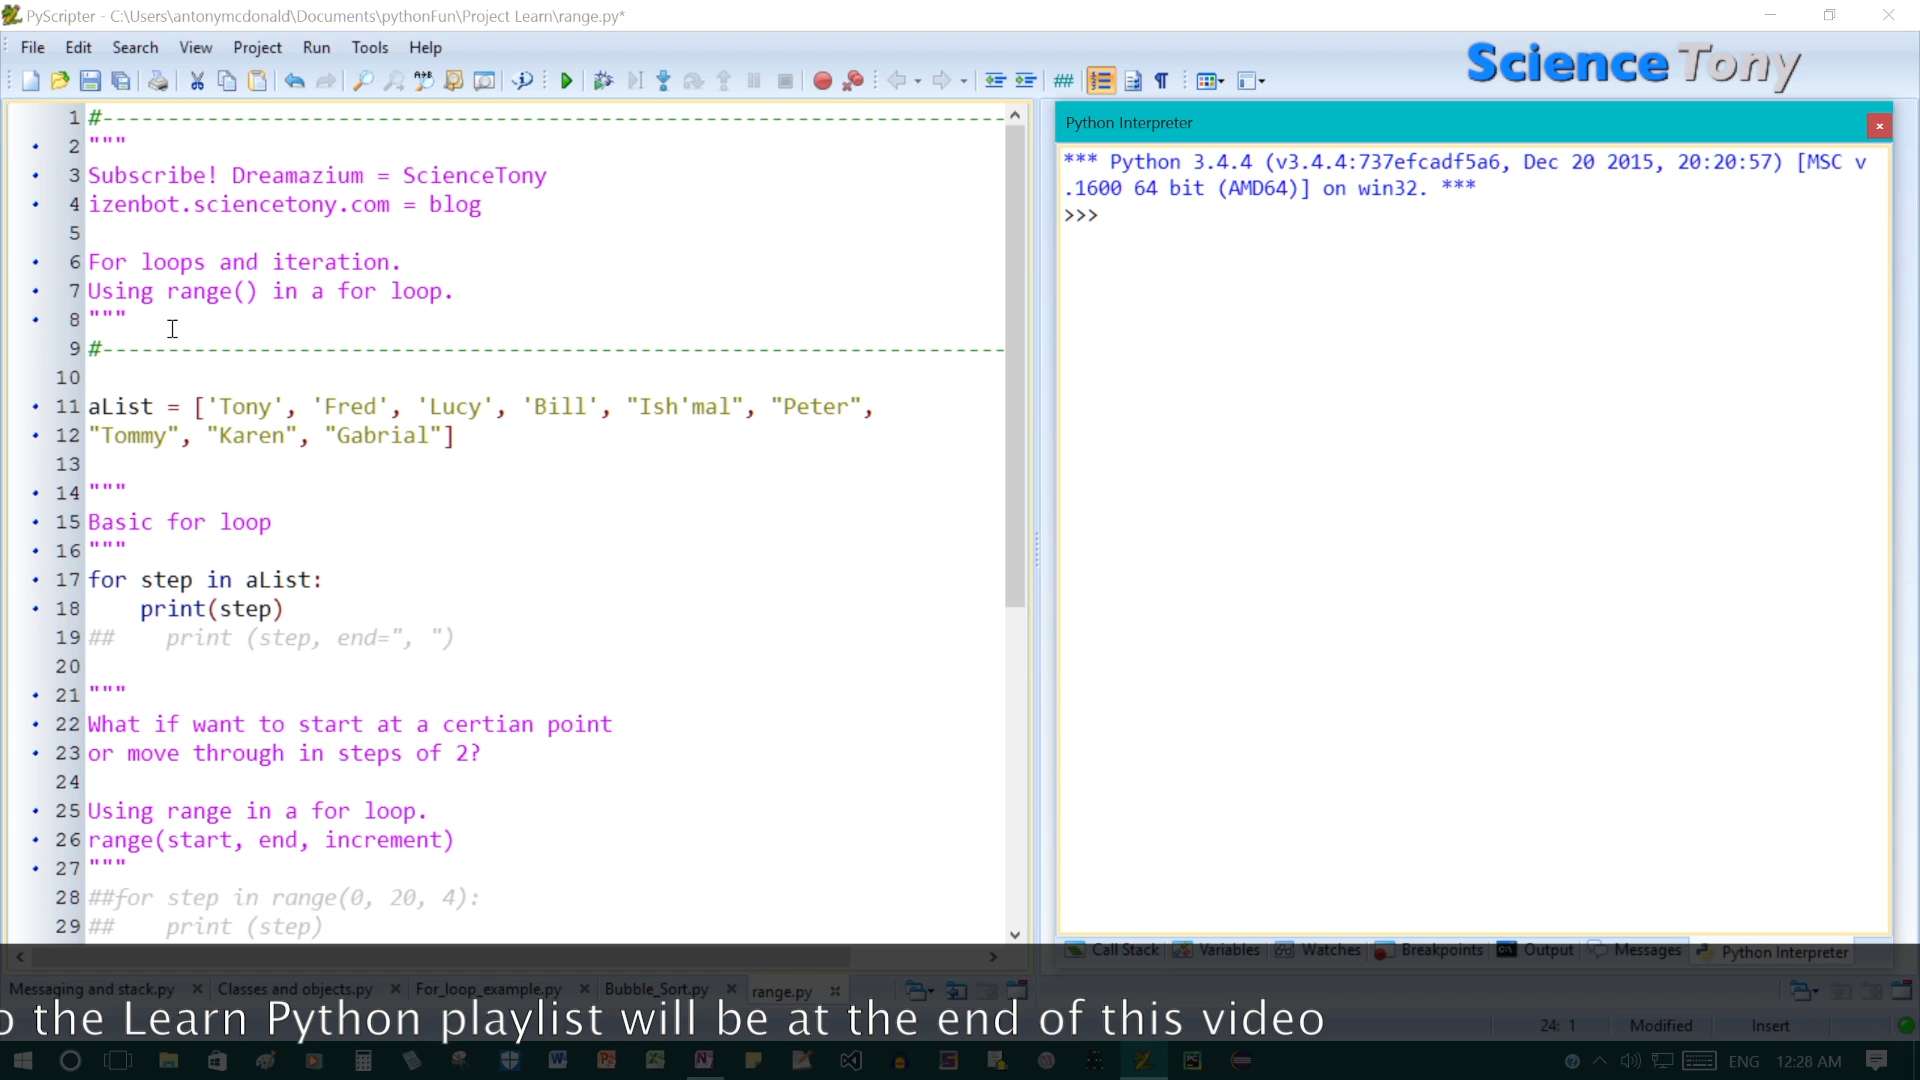 PyScripter - C:\Users\antonymcdonald\Documents\pythonFun\Project Learn\range.py*
File Edit Search View Project Run Tools Help
ScienceTony
1 #----------------------------------------------------------------------
2 """
3 Subscribe! Dreamazium = ScienceTony
4 izenbot.sciencetony.com = blog
5
6 For loops and iteration.
7 Using range() in a for loop.
8 """
9 #----------------------------------------------------------------------
10
11 aList = ['Tony', 'Fred', 'Lucy', 'Bill', "Ish'mal", "Peter",
12 "Tommy", "Karen", "Gabrial"]
13
14 """
15 Basic for loop
16 """
17 for step in aList:
18     print(step)
19 ##    print (step, end=", ")
20
21 """
22 What if want to start at a certian point
23 or move through in steps of 2?
24
25 Using range in a for loop.
26 range(start, end, increment)
27 """
28 ##for step in range(0, 20, 4):
29 ##    print (step)
Python Interpreter
*** Python 3.4.4 (v3.4.4:737efcadf5a6, Dec 20 2015, 20:20:57) [MSC v
.1600 64 bit (AMD64)] on win32. ***
>>>
Call Stack Variables Watches Breakpoints Output Messages Python Interpreter
Messaging and stack.py Classes and objects.py For_loop_example.py Bubble_Sort.py range.py
o the Learn Python playlist will be at the end of this video
24: 1 Modified Insert
ENG 12:28 AM